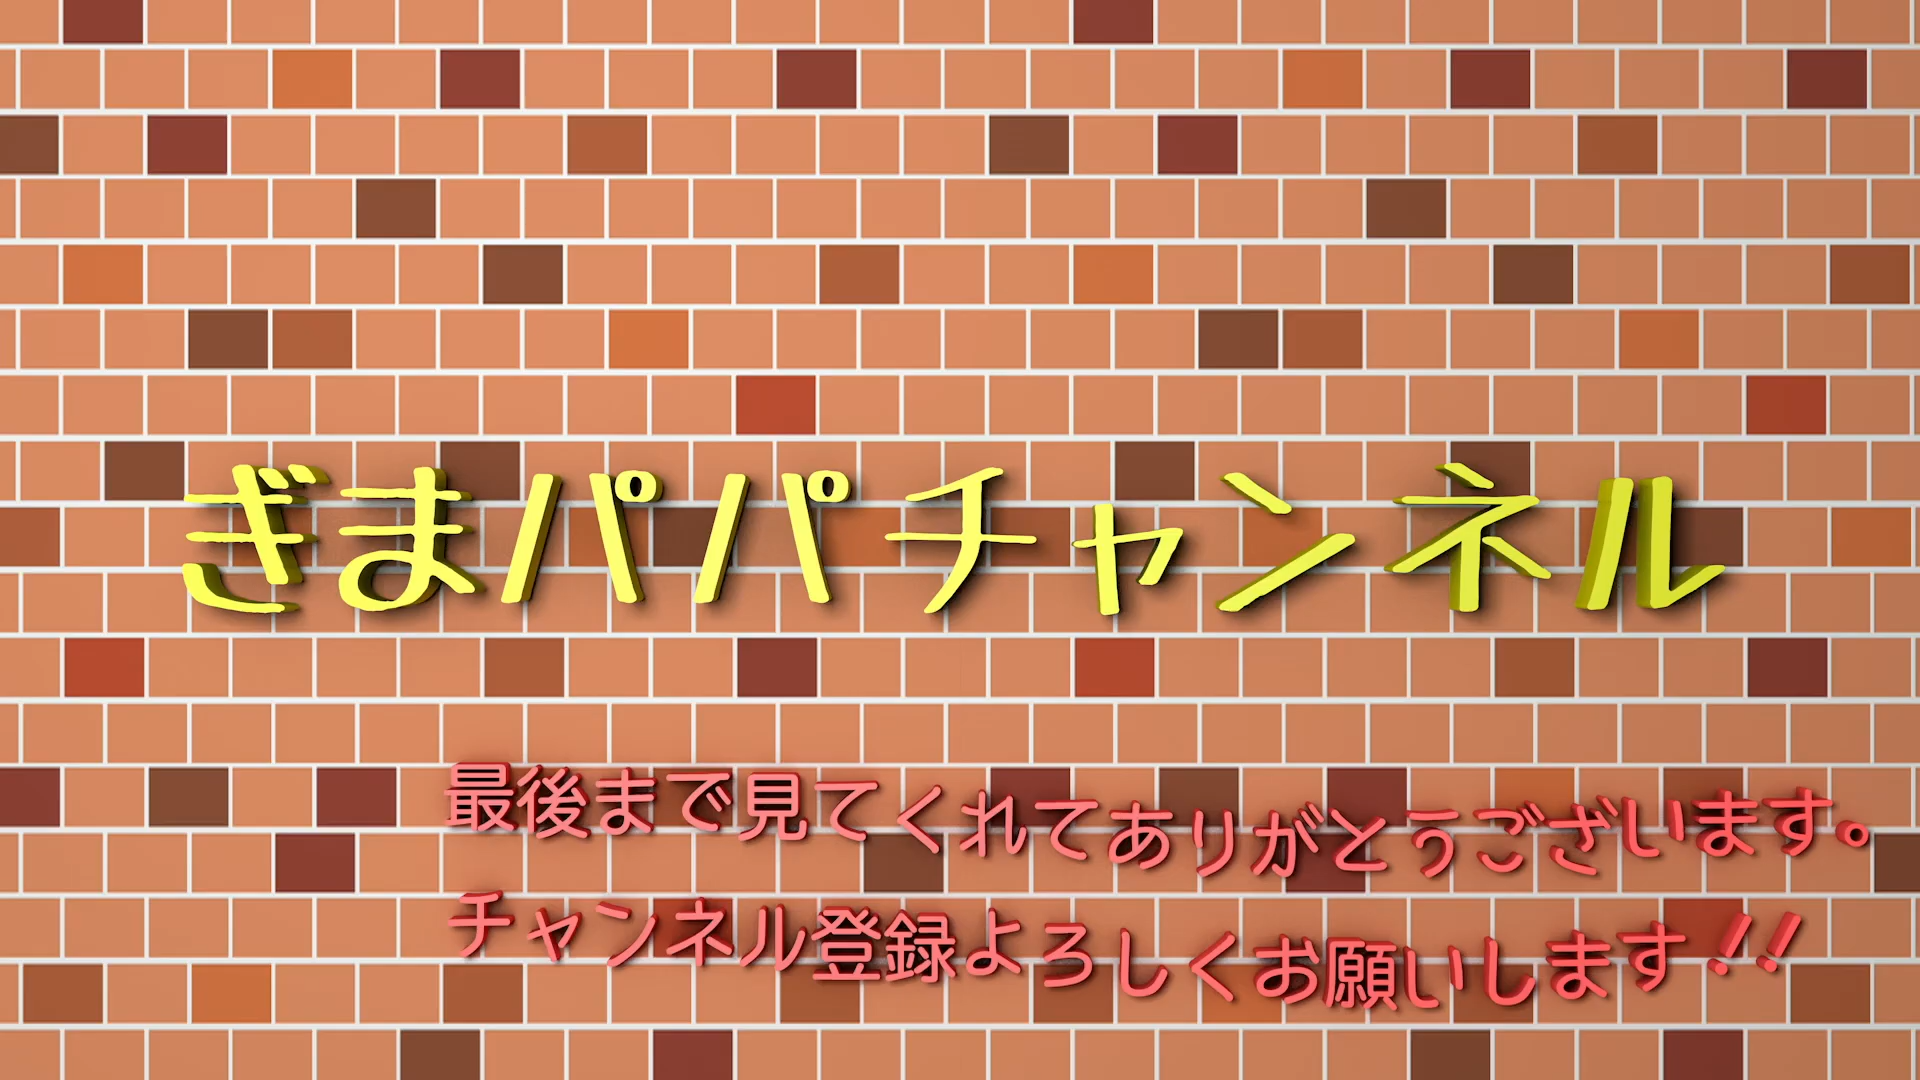 ぎまパパチャンネル
最後まで見てくれてありがとうございます。
チャンネル登録よろしくお願いします!!